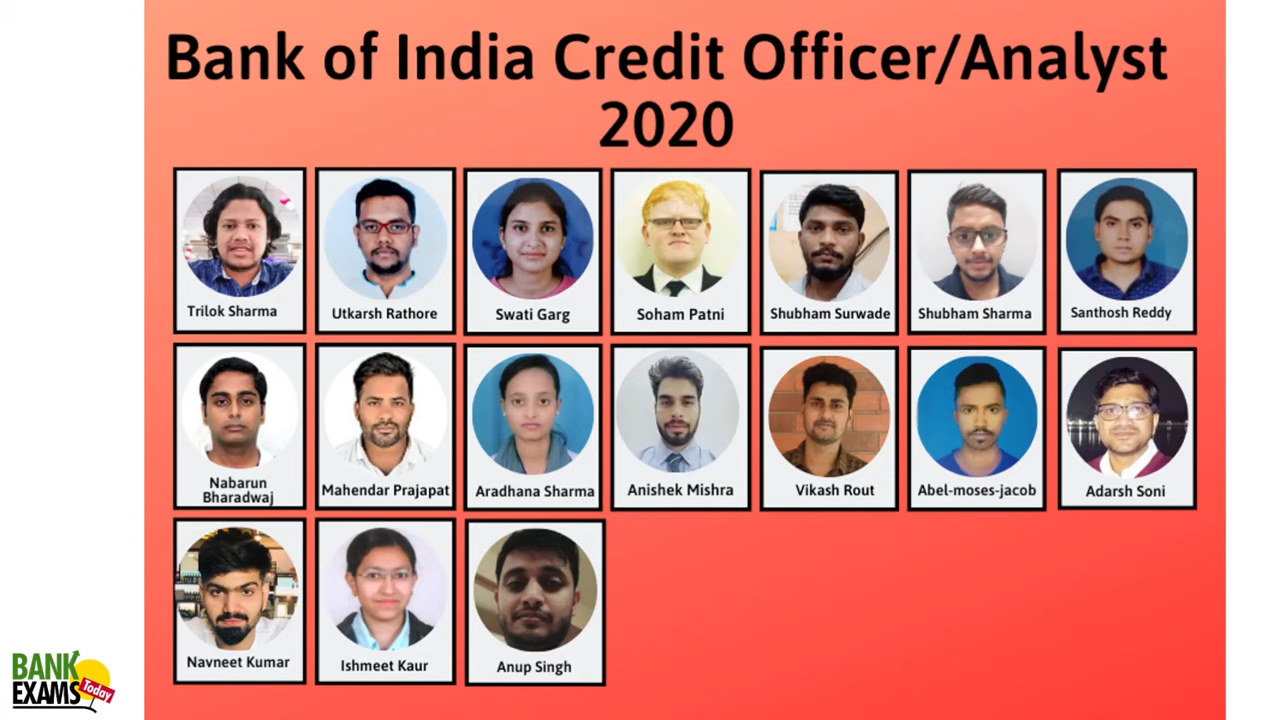 Bank of India Credit Officer/Analyst
2020
Trilok Sharma
Utkarsh Rathore
Swati Garg
Soham Patni
Shubham Surwade
Shubham Sharma
Santhosh Reddy
Nabarun
Bharadwaj
Mahendar Prajapat
Aradhana Sharma
Anishek Mishra
Vikash Rout
Abel-moses-jacob
Adarsh Soni
Navneet Kumar
Ishmeet Kaur
Anup Singh
BANK
EXAMS Today